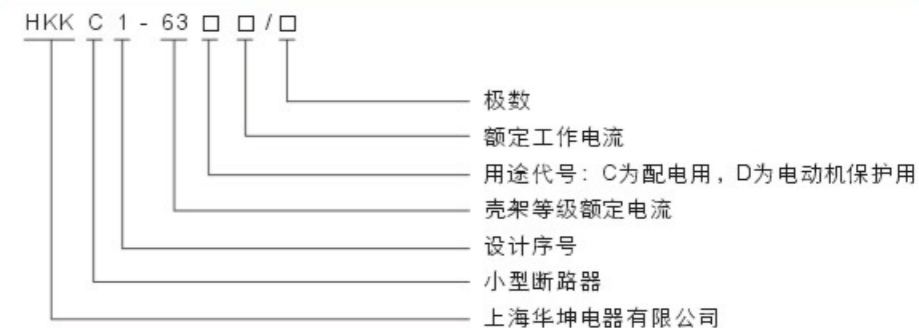 HKK C 1 - 63 □ □ / □
极数
额定工作电流
用途代号：C为配电用，D为电动机保护用
壳架等级额定电流
设计序号
小型断路器
上海华坤电器有限公司